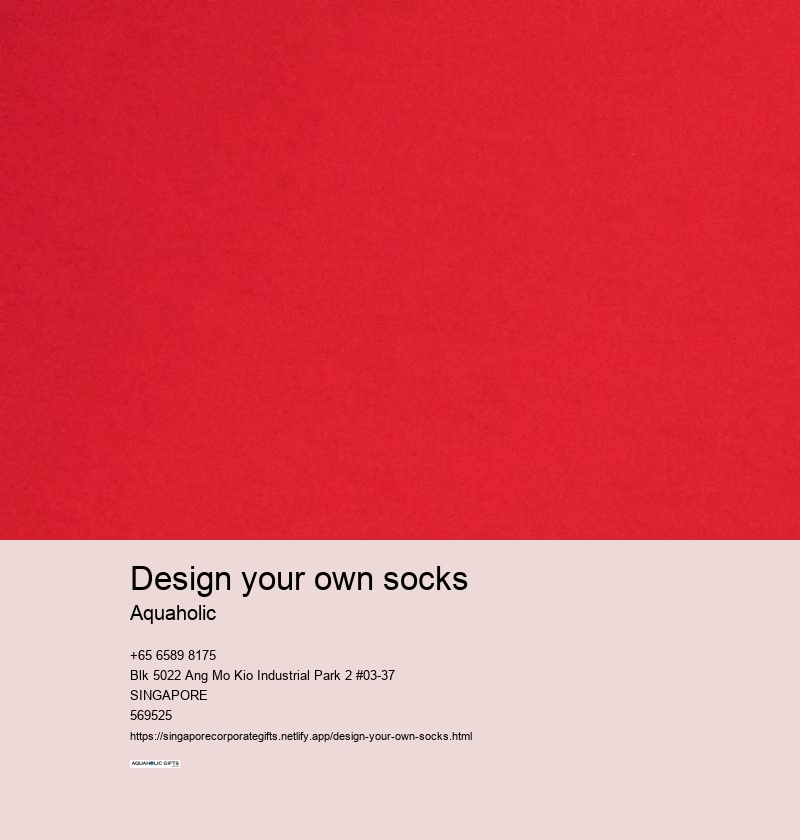 Design your own socks
Aquaholic
+65 6589 8175
Blk 5022 Ang Mo Kio Industrial Park 2 #03-37
SINGAPORE
569525
https://singaporecorporategifts.netlify.app/design-your-own-socks.html
AQUAHOLIC GIFTS